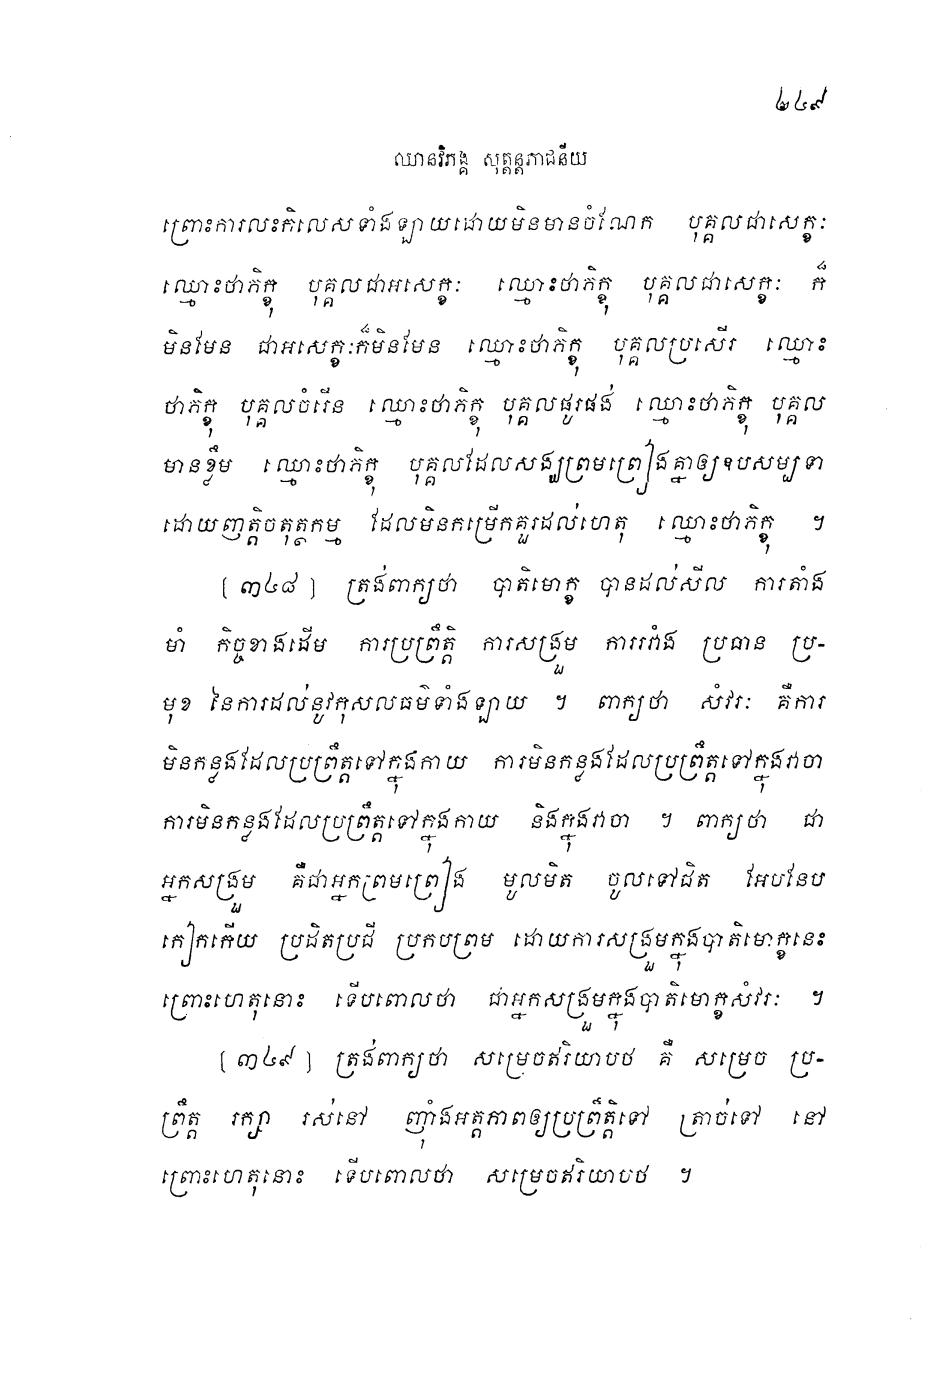 ២៤៩
ឈានវិភង្គ សុត្តន្តភាជនីយ
ព្រោះការលះកិលេសទាំងឡាយដោយមិនមានចំណែក បុគ្គលជាសេក្ខៈ
ឈ្មោះថាភិក្ខុ បុគ្គលជាអសេក្ខៈ ឈ្មោះថាភិក្ខុ បុគ្គលជាសេក្ខៈ ក៏
មិនមែន ជាអសេក្ខៈក៏មិនមែន ឈ្មោះថាភិក្ខុ បុគ្គលប្រសើរ ឈ្មោះ
ថាភិក្ខុ បុគ្គលចំរើន ឈ្មោះថាភិក្ខុ បុគ្គលផូរផង់ ឈ្មោះថាភិក្ខុ បុគ្គល
មានខ្លឹម ឈ្មោះថាភិក្ខុ បុគ្គលដែលសង្ឃព្រមព្រៀងគ្នាឲ្យឧបសម្បទា
ដោយញត្តិចតុត្ថកម្ម ដែលមិនកម្រើកគួរដល់ហេតុ ឈ្មោះថាភិក្ខុ ។
[ ៣៤៨ ] ត្រង់ពាក្យថា បាតិមោក្ខ បានដល់សីល ការតាំង
មាំ កិច្ចខាងដើម ការប្រព្រឹត្តិ ការសង្រួម ការរវាំង ប្រធាន ប្រ-
មុខ នៃការដល់នូវកុសលធម៌ទាំងឡាយ ។ ពាក្យថា សំវរៈ គឺការ
មិនកន្លងដែលប្រព្រឹត្តទៅក្នុងកាយ ការមិនកន្លងដែលប្រព្រឹត្តទៅក្នុងវាចា
ការមិនកន្លងដែលប្រព្រឹត្តទៅក្នុងកាយ និងក្នុងវាចា ។ ពាក្យថា ជា
អ្នកសង្រួម គឺជាអ្នកព្រមព្រៀង មូលមិត ចូលទៅជិត អែបនែប
កៀកកើយ ប្រជិតប្រជី ប្រកបព្រម ដោយការសង្រួមក្នុងបាតិមោក្ខនេះ
ព្រោះហេតុនោះ ទើបពោលថា ជាអ្នកសង្រួមក្នុងបាតិមោក្ខសំវរៈ ។
[ ៣៤៩ ] ត្រង់ពាក្យថា សម្រេចឥរិយាបថ គឺ សម្រេច ប្រ-
ព្រឹត្ត រក្សា រស់នៅ ញុំាងអត្តភាពឲ្យប្រព្រឹត្តិទៅ ត្រាច់ទៅ នៅ
ព្រោះហេតុនោះ ទើបពោលថា សម្រេចឥរិយាបថ ។